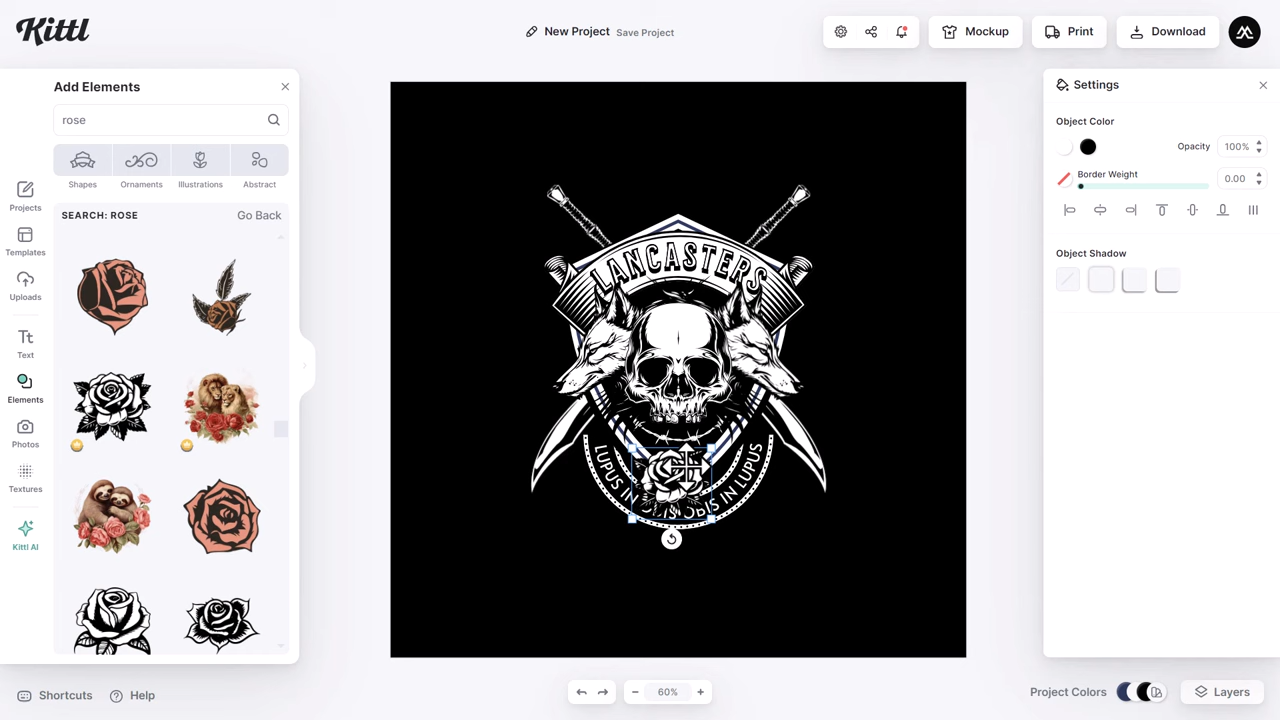 Kittl
New Project Save Project
Mockup
Print
Download
Add Elements
rose
Shapes Ornaments Illustrations Abstract
SEARCH: ROSE Go Back
Projects
Templates
Uploads
Text
Elements
Photos
Textures
Kittl AI
LANCASTERS
LUPUS IN
IN LUPUS
Settings
Object Color
Opacity 100%
Border Weight 0.00
Object Shadow
Shortcuts Help
60%
Project Colors
Layers